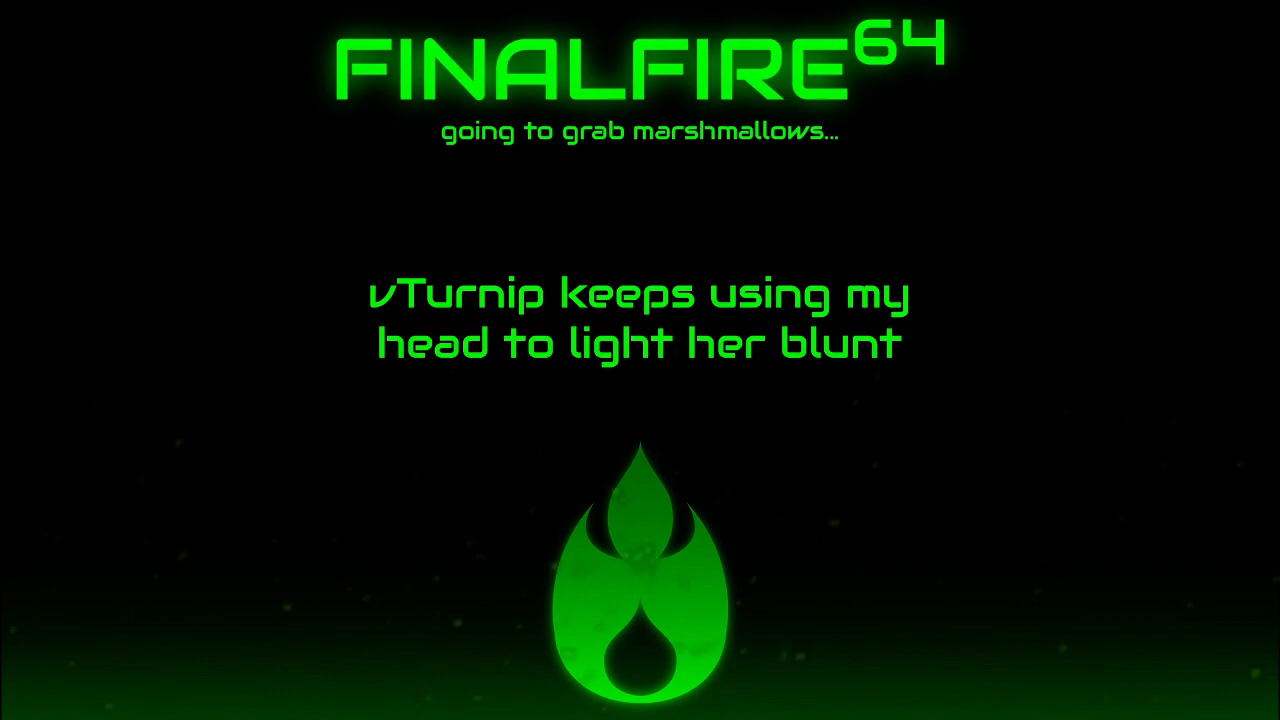 FINALFIRE64
going to grab marshmallows...
vTurnip keeps using my
head to light her blunt